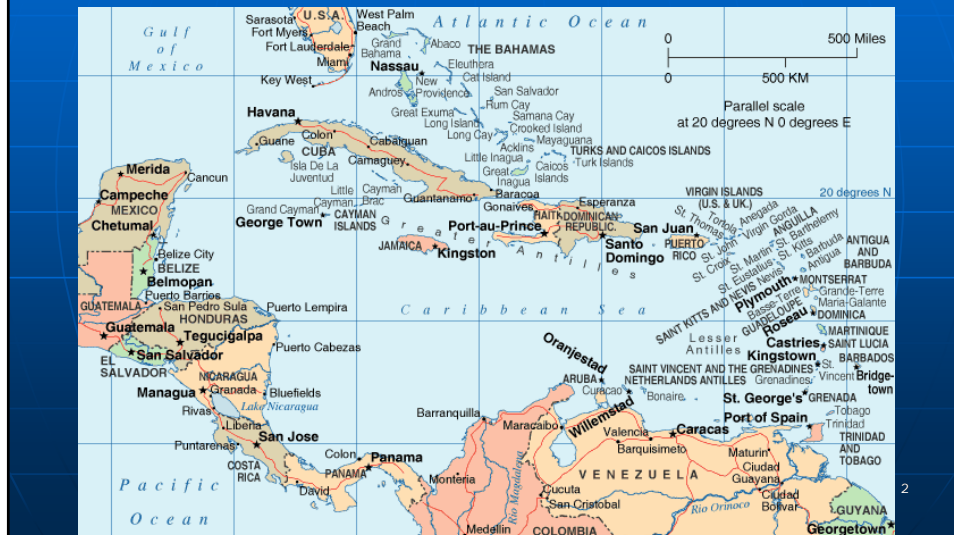 U.S.A.
West Palm
Beach
Sarasota
Fort Myers
Fort Lauderdale
Miami
Key West
Gulf
of
Mexico
Atlantic Ocean
0 500 Miles
0 500 KM
Parallel scale
at 20 degrees N 0 degrees E
Grand
Bahama
Abaco
THE BAHAMAS
Nassau
Eleuthera
Cat Island
New
Providence
Andros
San Salvador
Rum Cay
Great Exuma
Long Island
Samana Cay
Crooked Island
Long Cay
Mayaguana
Acklins
TURKS AND CAICOS ISLANDS
Little Inagua
Caicos
Islands
Turk Islands
Great
Inagua
Havana
Guane
Colon
CUBA
Cabaiguan
Camaguey
Isla De La
Juventud
Guantanamo
Baracoa
Little
Cayman
Cayman
Brac
Grand Cayman
George Town
CAYMAN
ISLANDS
Merida
Cancun
Campeche
MEXICO
Chetumal
20 degrees N
Gonaives
Esperanza
HAITI
DOMINICAN
REPUBLIC.
Port-au-Prince
Santo
Domingo
San Juan
PUERTO
RICO
VIRGIN ISLANDS
(U.S. & UK.)
St. Thomas
Tortola
Anegada
St. John
Virgin Gorda
St. Croix
ANGUILLA
St. Martin
St. Barthelemy
St. Eustatius
St. Kitts
Barbuda
SAINT KITTS AND NEVIS
Nevis
Antigua
ANTIGUA
AND
BARBUDA
JAMAICA
Kingston
Greater Antilles
Plymouth
MONTSERRAT
Basse-Terre
Grande-Terre
GUADELOUPE
Maria-Galante
Roseau
DOMINICA
Belize City
BELIZE
Belmopan
Puerto Barrios
GUATEMALA
San Pedro Sula
HONDURAS
Puerto Lempira
Caribbean Sea
Lesser
Antilles
MARTINIQUE
Castries
SAINT LUCIA
Kingstown
BARBADOS
Guatemala
Tegucigalpa
San Salvador
EL
SALVADOR
Puerto Cabezas
Oranjestad
ARUBA
SAINT VINCENT AND THE GRENADINES
NETHERLANDS ANTILLES
Grenadines
St.
Vincent
Bridge-
town
Curacao
Bonaire
NICARAGUA
Managua
Granada
Bluefields
Lake Nicaragua
Rivas
St. George's
GRENADA
Barranquilla
Maracaibo
Willemstad
Port of Spain
Tobago
Trinidad
Liberia
San Jose
Puntarenas
Valencia
Caracas
TRINIDAD
AND
TOBAGO
Barquisimeto
Maturin
COSTA
RICA
Colon
Panama
PANAMA
David
Monteria
Rio Magdalena
VENEZUELA
Ciudad
Guayana
Cucuta
San Cristobal
Ciudad
Bolivar
Rio Orinoco
Pacific
Ocean
Medellin
COLOMBIA
GUYANA
Georgetown
2